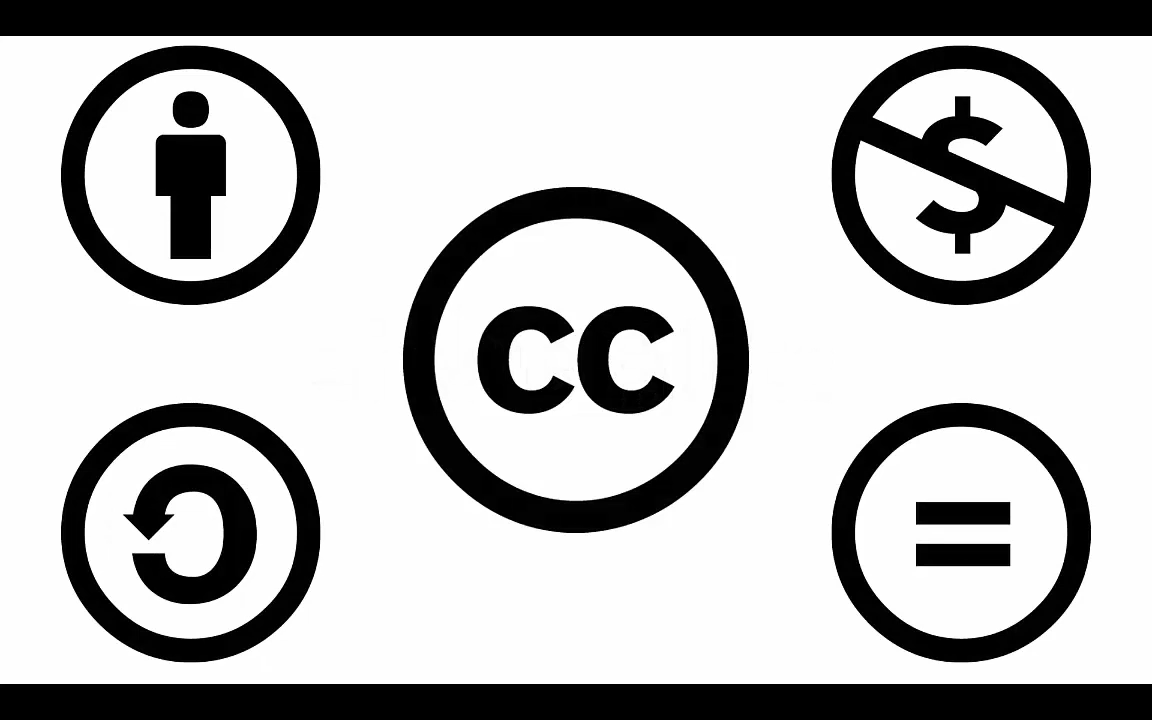 $
cc
=